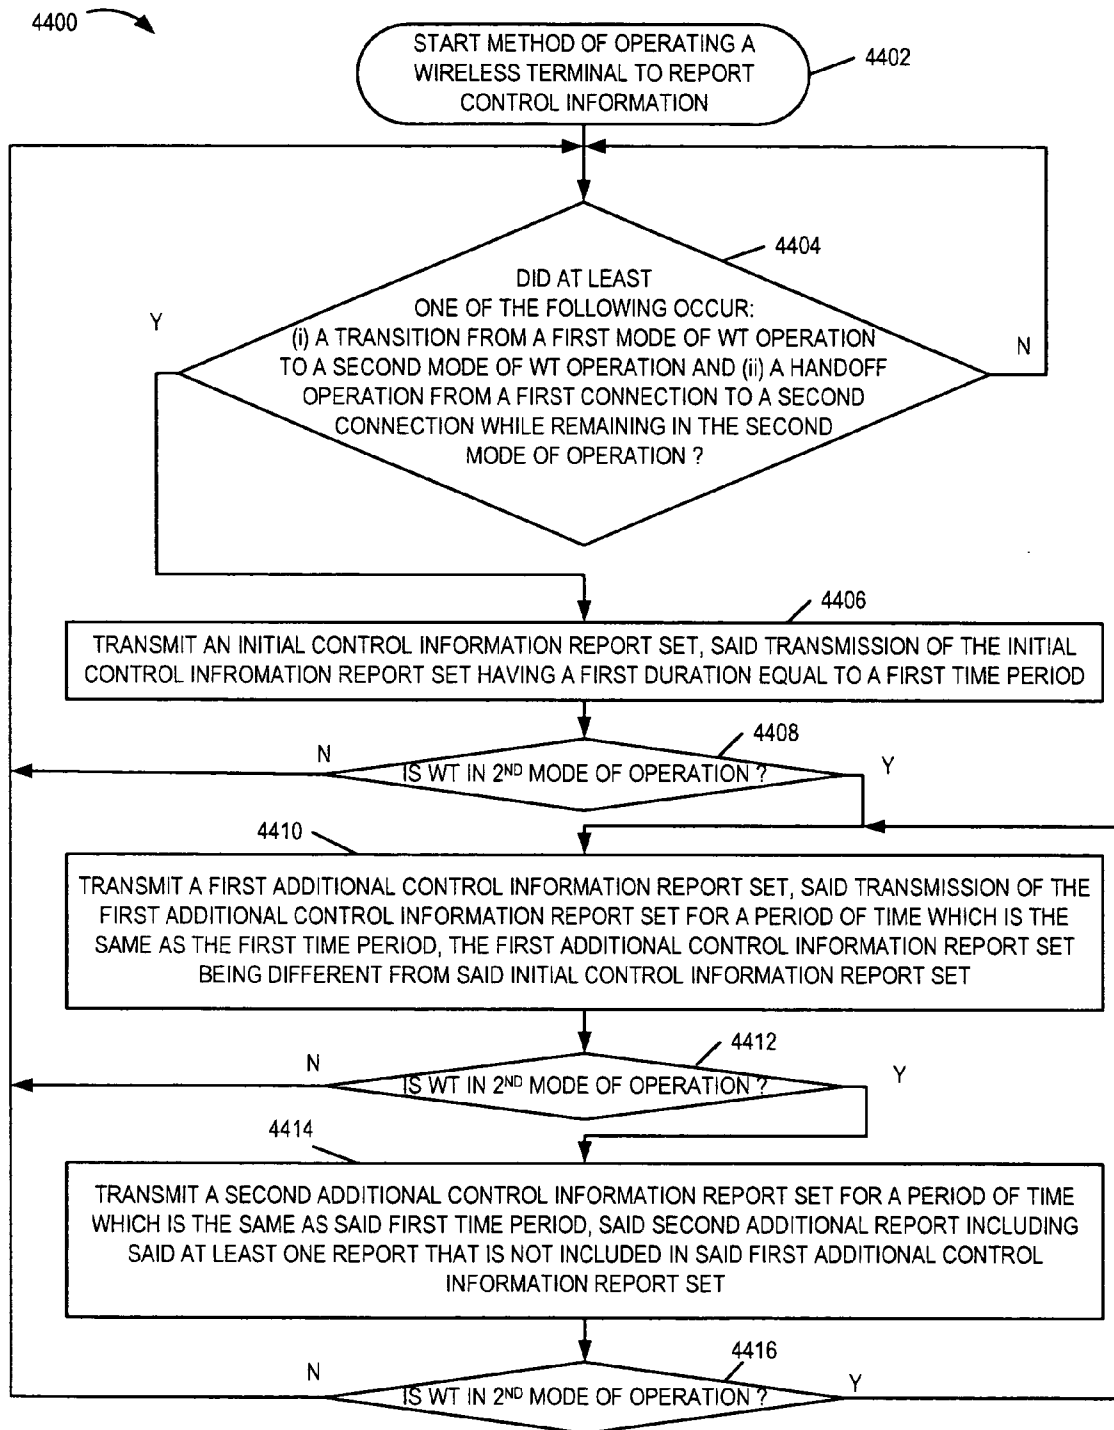 4400
START METHOD OF OPERATING A
WIRELESS TERMINAL TO REPORT
CONTROL INFORMATION
4402
4404
DID AT LEAST
ONE OF THE FOLLOWING OCCUR:
(i) A TRANSITION FROM A FIRST MODE OF WT OPERATION
TO A SECOND MODE OF WT OPERATION AND (ii) A HANDOFF
OPERATION FROM A FIRST CONNECTION TO A SECOND
CONNECTION WHILE REMAINING IN THE SECOND
MODE OF OPERATION ?
Y
N
4406
TRANSMIT AN INITIAL CONTROL INFORMATION REPORT SET, SAID TRANSMISSION OF THE INITIAL
CONTROL INFROMATION REPORT SET HAVING A FIRST DURATION EQUAL TO A FIRST TIME PERIOD
4408
N
IS WT IN 2ND MODE OF OPERATION ?
Y
4410
TRANSMIT A FIRST ADDITIONAL CONTROL INFORMATION REPORT SET, SAID TRANSMISSION OF THE
FIRST ADDITIONAL CONTROL INFORMATION REPORT SET FOR A PERIOD OF TIME WHICH IS THE
SAME AS THE FIRST TIME PERIOD, THE FIRST ADDITIONAL CONTROL INFORMATION REPORT SET
BEING DIFFERENT FROM SAID INITIAL CONTROL INFORMATION REPORT SET
4412
N
IS WT IN 2ND MODE OF OPERATION ?
Y
4414
TRANSMIT A SECOND ADDITIONAL CONTROL INFORMATION REPORT SET FOR A PERIOD OF TIME
WHICH IS THE SAME AS SAID FIRST TIME PERIOD, SAID SECOND ADDITIONAL REPORT INCLUDING
SAID AT LEAST ONE REPORT THAT IS NOT INCLUDED IN SAID FIRST ADDITIONAL CONTROL
INFORMATION REPORT SET
4416
N
IS WT IN 2ND MODE OF OPERATION ?
Y